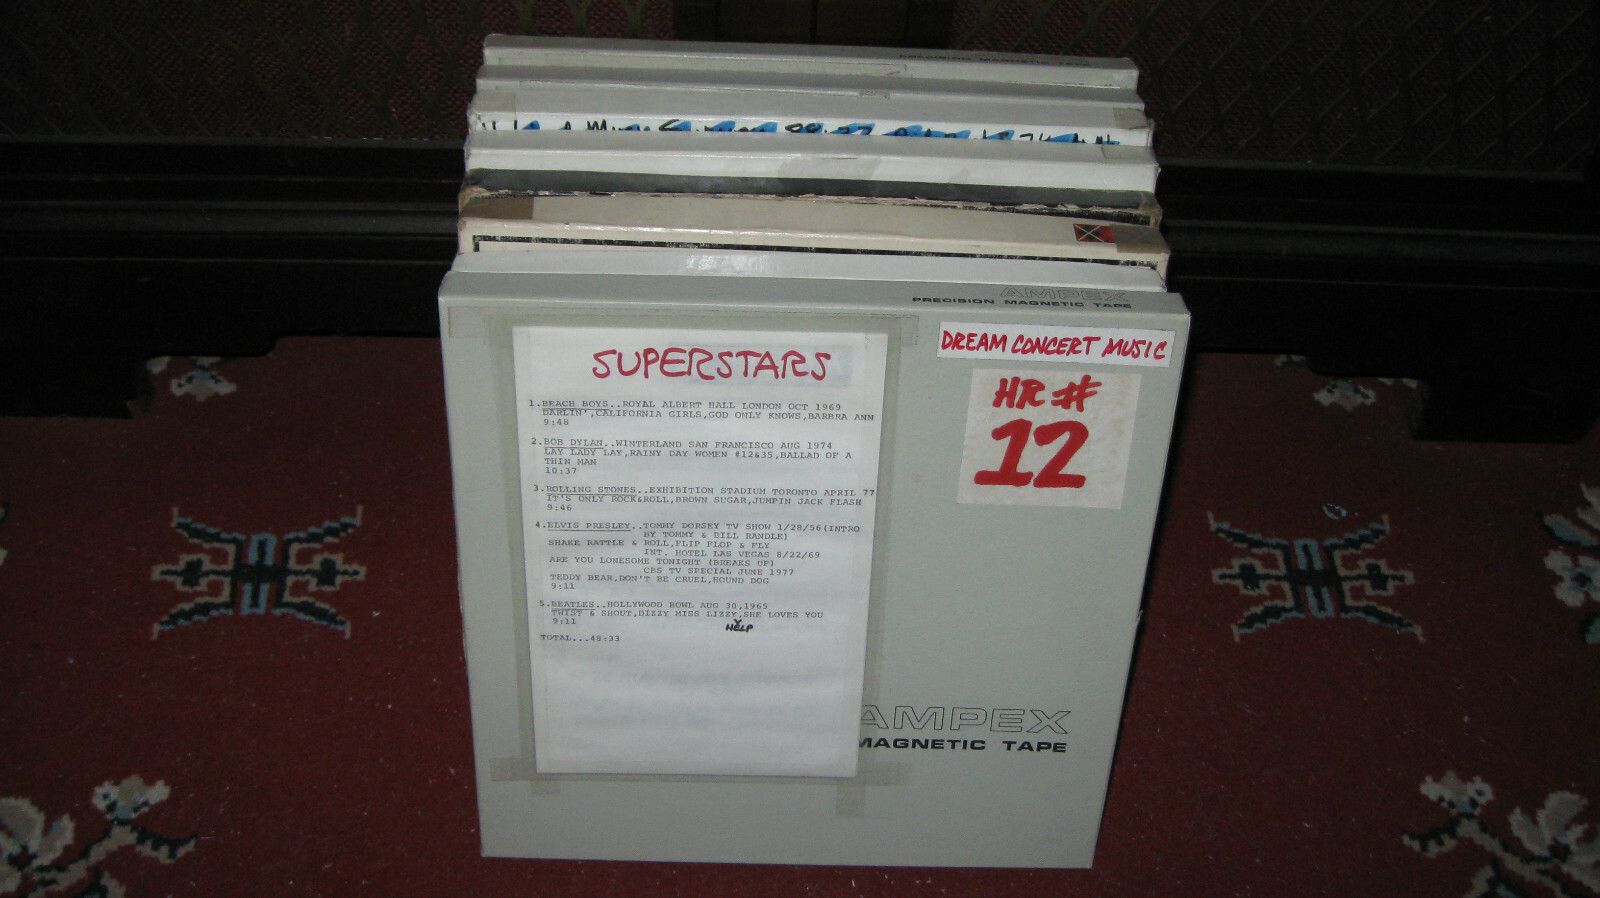 PRECISION MAGNETIC TAPE
AMPEX
PRECISION MAGNETIC TAPE
DREAM CONCERT MUSIC
HR #
12
SUPERSTARS
1.BEACH BOYS..ROYAL ALBERT HALL LONDON OCT 1969
DARLIN',CALIFORNIA GIRLS,GOD ONLY KNOWS,BARBRA ANN
9:48
2.BOB DYLAN..WINTERLAND SAN FRANCISCO AUG 1974
LAY LADY LAY,RAINY DAY WOMEN #12&35,BALLAD OF A
THIN MAN
10:37
3.ROLLING STONES..EXHIBITION STADIUM TORONTO APRIL 77
IT'S ONLY ROCK&ROLL,BROWN SUGAR,JUMPIN JACK FLASH
9:46
4.ELVIS PRESLEY..TOMMY DORSEY TV SHOW 1/28/56(INTRO
BY TOMMY & BILL RANDLE)
SHAKE RATTLE & ROLL,FLIP FLOP & FLY
INT. HOTEL LAS VEGAS 8/22/69
ARE YOU LONESOME TONIGHT (BREAKS UP)
CBS TV SPECIAL JUNE 1977
TEDDY BEAR,DON'T BE CRUEL,HOUND DOG
9:11
5.BEATLES..HOLLYWOOD BOWL AUG 30,1965
TWIST & SHOUT,DIZZY MISS LIZZY,SHE LOVES YOU
9:11
HELP
TOTAL...48:33
AMPEX
MAGNETIC TAPE